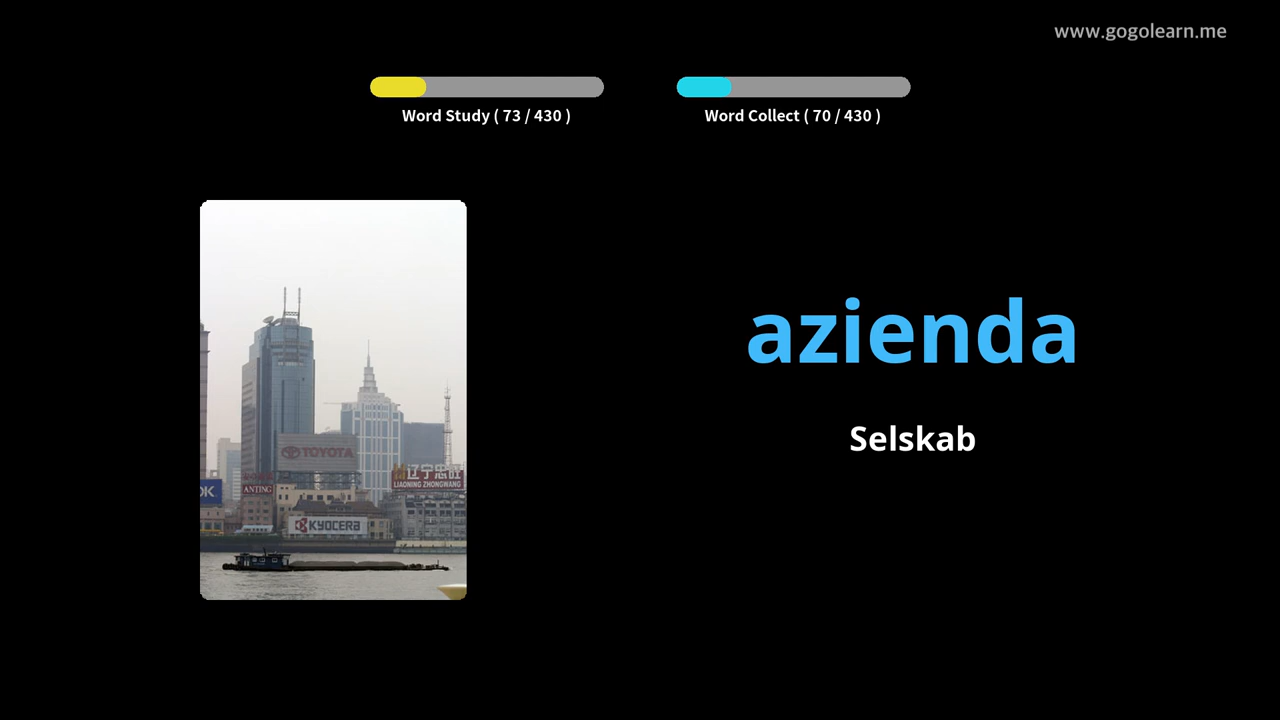 www.gogolearn.me
Word Study ( 73 / 430 )
Word Collect ( 70 / 430 )
azienda
Selskab
TOYOTA
辽宁忠旺
LIAONING ZHONGWANG
OK
ANTING
KYOCERA